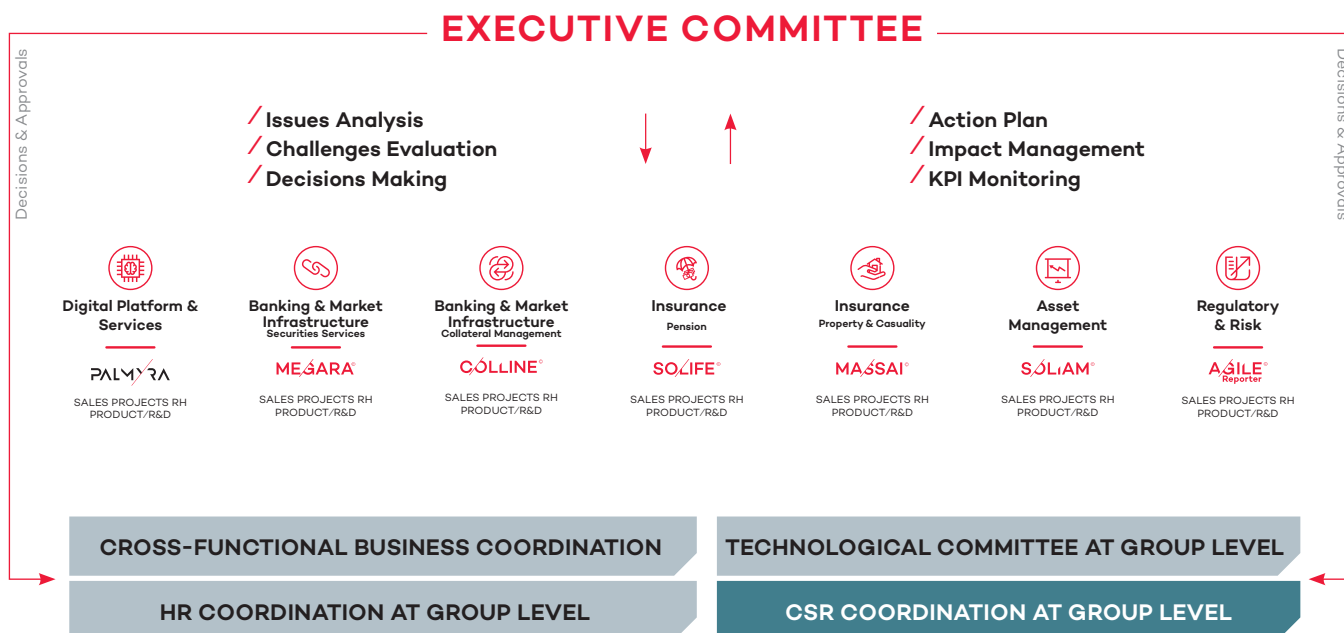 EXECUTIVE COMMITTEE
Decisions & Approvals
Decisions & Approvals
Issues Analysis
Challenges Evaluation
Decisions Making
Action Plan
Impact Management
KPI Monitoring
Digital Platform &
Services
PALMYRA
SALES PROJECTS RH
PRODUCT/R&D
Banking & Market
Infrastructure
Securities Services
MEGARA©
SALES PROJECTS RH
PRODUCT/R&D
Banking & Market
Infrastructure
Collateral Management
COLLINE©
SALES PROJECTS RH
PRODUCT/R&D
Insurance
Pension
SOLIFE©
SALES PROJECTS RH
PRODUCT/R&D
Insurance
Property & Casuality
MASSAI©
SALES PROJECTS RH
PRODUCT/R&D
Asset
Management
SOLIAM©
SALES PROJECTS RH
PRODUCT/R&D
Regulatory
& Risk
AGILE©
Reporter
SALES PROJECTS RH
PRODUCT/R&D
CROSS-FUNCTIONAL BUSINESS COORDINATION
TECHNOLOGICAL COMMITTEE AT GROUP LEVEL
HR COORDINATION AT GROUP LEVEL
CSR COORDINATION AT GROUP LEVEL